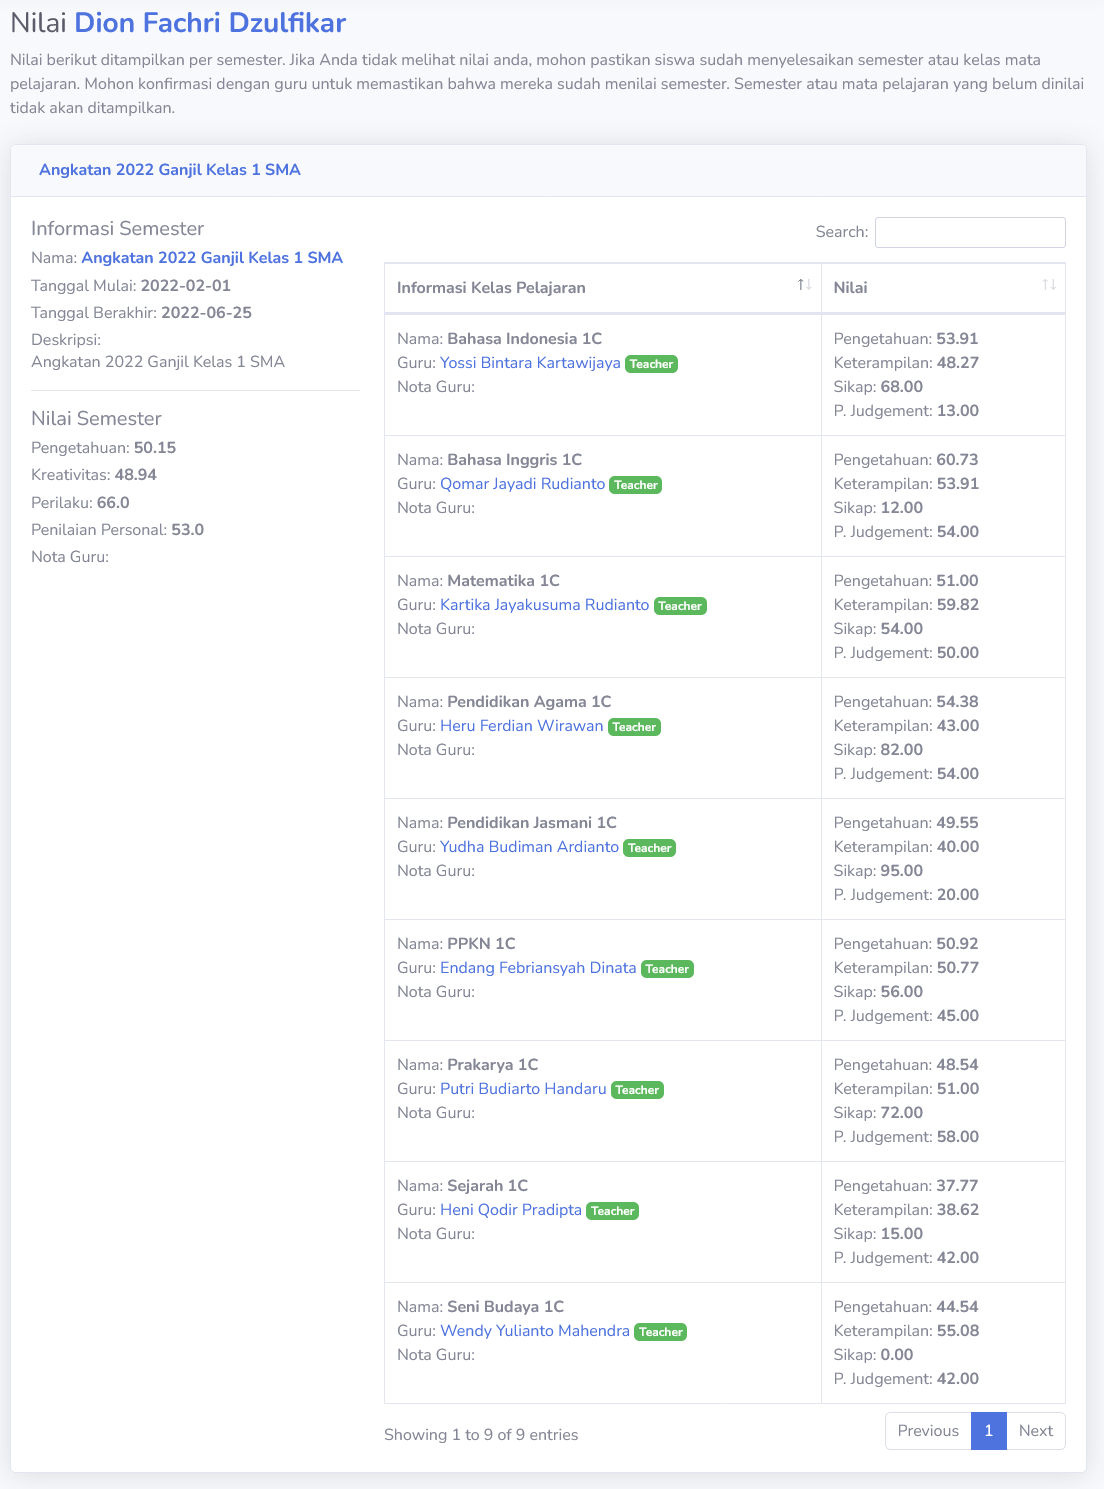 Nilai Dion Fachri Dzulfikar
Nilai berikut ditampilkan per semester. Jika Anda tidak melihat nilai anda, mohon pastikan siswa sudah menyelesaikan semester atau kelas mata
pelajaran. Mohon konfirmasi dengan guru untuk memastikan bahwa mereka sudah menilai semester. Semester atau mata pelajaran yang belum dinilai
tidak akan ditampilkan.
Angkatan 2022 Ganjil Kelas 1 SMA
Informasi Semester
Nama: Angkatan 2022 Ganjil Kelas 1 SMA
Tanggal Mulai: 2022-02-01
Tanggal Berakhir: 2022-06-25
Deskripsi:
Angkatan 2022 Ganjil Kelas 1 SMA
Nilai Semester
Pengetahuan: 50.15
Kreativitas: 48.94
Perilaku: 66.0
Penilaian Personal: 53.0
Nota Guru:
Search:
Informasi Kelas Pelajaran
Nilai
Nama: Bahasa Indonesia 1C
Guru: Yossi Bintara Kartawijaya Teacher
Nota Guru:
Pengetahuan: 53.91
Keterampilan: 48.27
Sikap: 68.00
P. Judgement: 13.00
Nama: Bahasa Inggris 1C
Guru: Qomar Jayadi Rudianto Teacher
Nota Guru:
Pengetahuan: 60.73
Keterampilan: 53.91
Sikap: 12.00
P. Judgement: 54.00
Nama: Matematika 1C
Guru: Kartika Jayakusuma Rudianto Teacher
Nota Guru:
Pengetahuan: 51.00
Keterampilan: 59.82
Sikap: 54.00
P. Judgement: 50.00
Nama: Pendidikan Agama 1C
Guru: Heru Ferdian Wirawan Teacher
Nota Guru:
Pengetahuan: 54.38
Keterampilan: 43.00
Sikap: 82.00
P. Judgement: 54.00
Nama: Pendidikan Jasmani 1C
Guru: Yudha Budiman Ardianto Teacher
Nota Guru:
Pengetahuan: 49.55
Keterampilan: 40.00
Sikap: 95.00
P. Judgement: 20.00
Nama: PPKN 1C
Guru: Endang Febriansyah Dinata Teacher
Nota Guru:
Pengetahuan: 50.92
Keterampilan: 50.77
Sikap: 56.00
P. Judgement: 45.00
Nama: Prakarya 1C
Guru: Putri Budiarto Handaru Teacher
Nota Guru:
Pengetahuan: 48.54
Keterampilan: 51.00
Sikap: 72.00
P. Judgement: 58.00
Nama: Sejarah 1C
Guru: Heni Qodir Pradipta Teacher
Nota Guru:
Pengetahuan: 37.77
Keterampilan: 38.62
Sikap: 15.00
P. Judgement: 42.00
Nama: Seni Budaya 1C
Guru: Wendy Yulianto Mahendra Teacher
Nota Guru:
Pengetahuan: 44.54
Keterampilan: 55.08
Sikap: 0.00
P. Judgement: 42.00
Showing 1 to 9 of 9 entries
Previous 1 Next